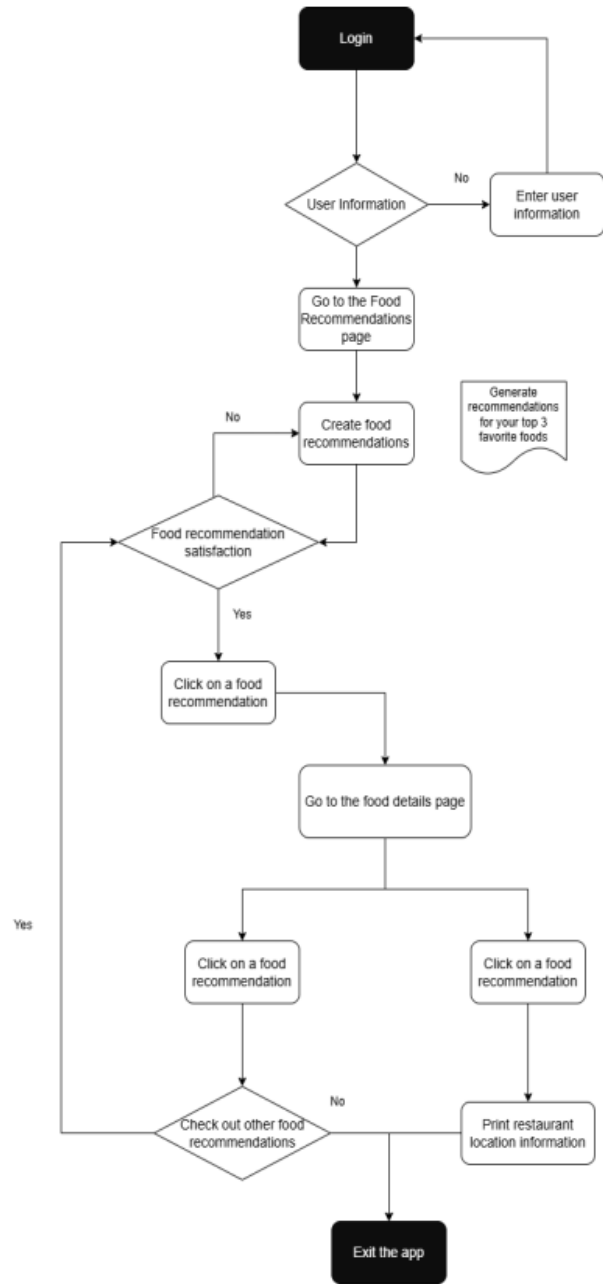 Login
No
User Information
Enter user
information
Go to the Food
Recommendations
page
Generate
recommendations
for your top 3
favorite foods
No
Create food
recommendations
Food recommendation
satisfaction
Yes
Click on a food
recommendation
Go to the food details page
Yes
Click on a food
recommendation
Click on a food
recommendation
No
Check out other food
recommendations
Print restaurant
location information
Exit the app